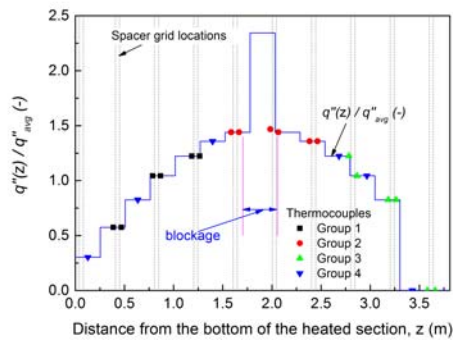 2.5
2.0
1.5
1.0
0.5
0.0
q"(z) / q"avg (-)
Spacer grid locations
q"(z) / q"avg (-)
blockage
Thermocouples
Group 1
Group 2
Group 3
Group 4
0.0 0.5 1.0 1.5 2.0 2.5 3.0 3.5
Distance from the bottom of the heated section, z (m)